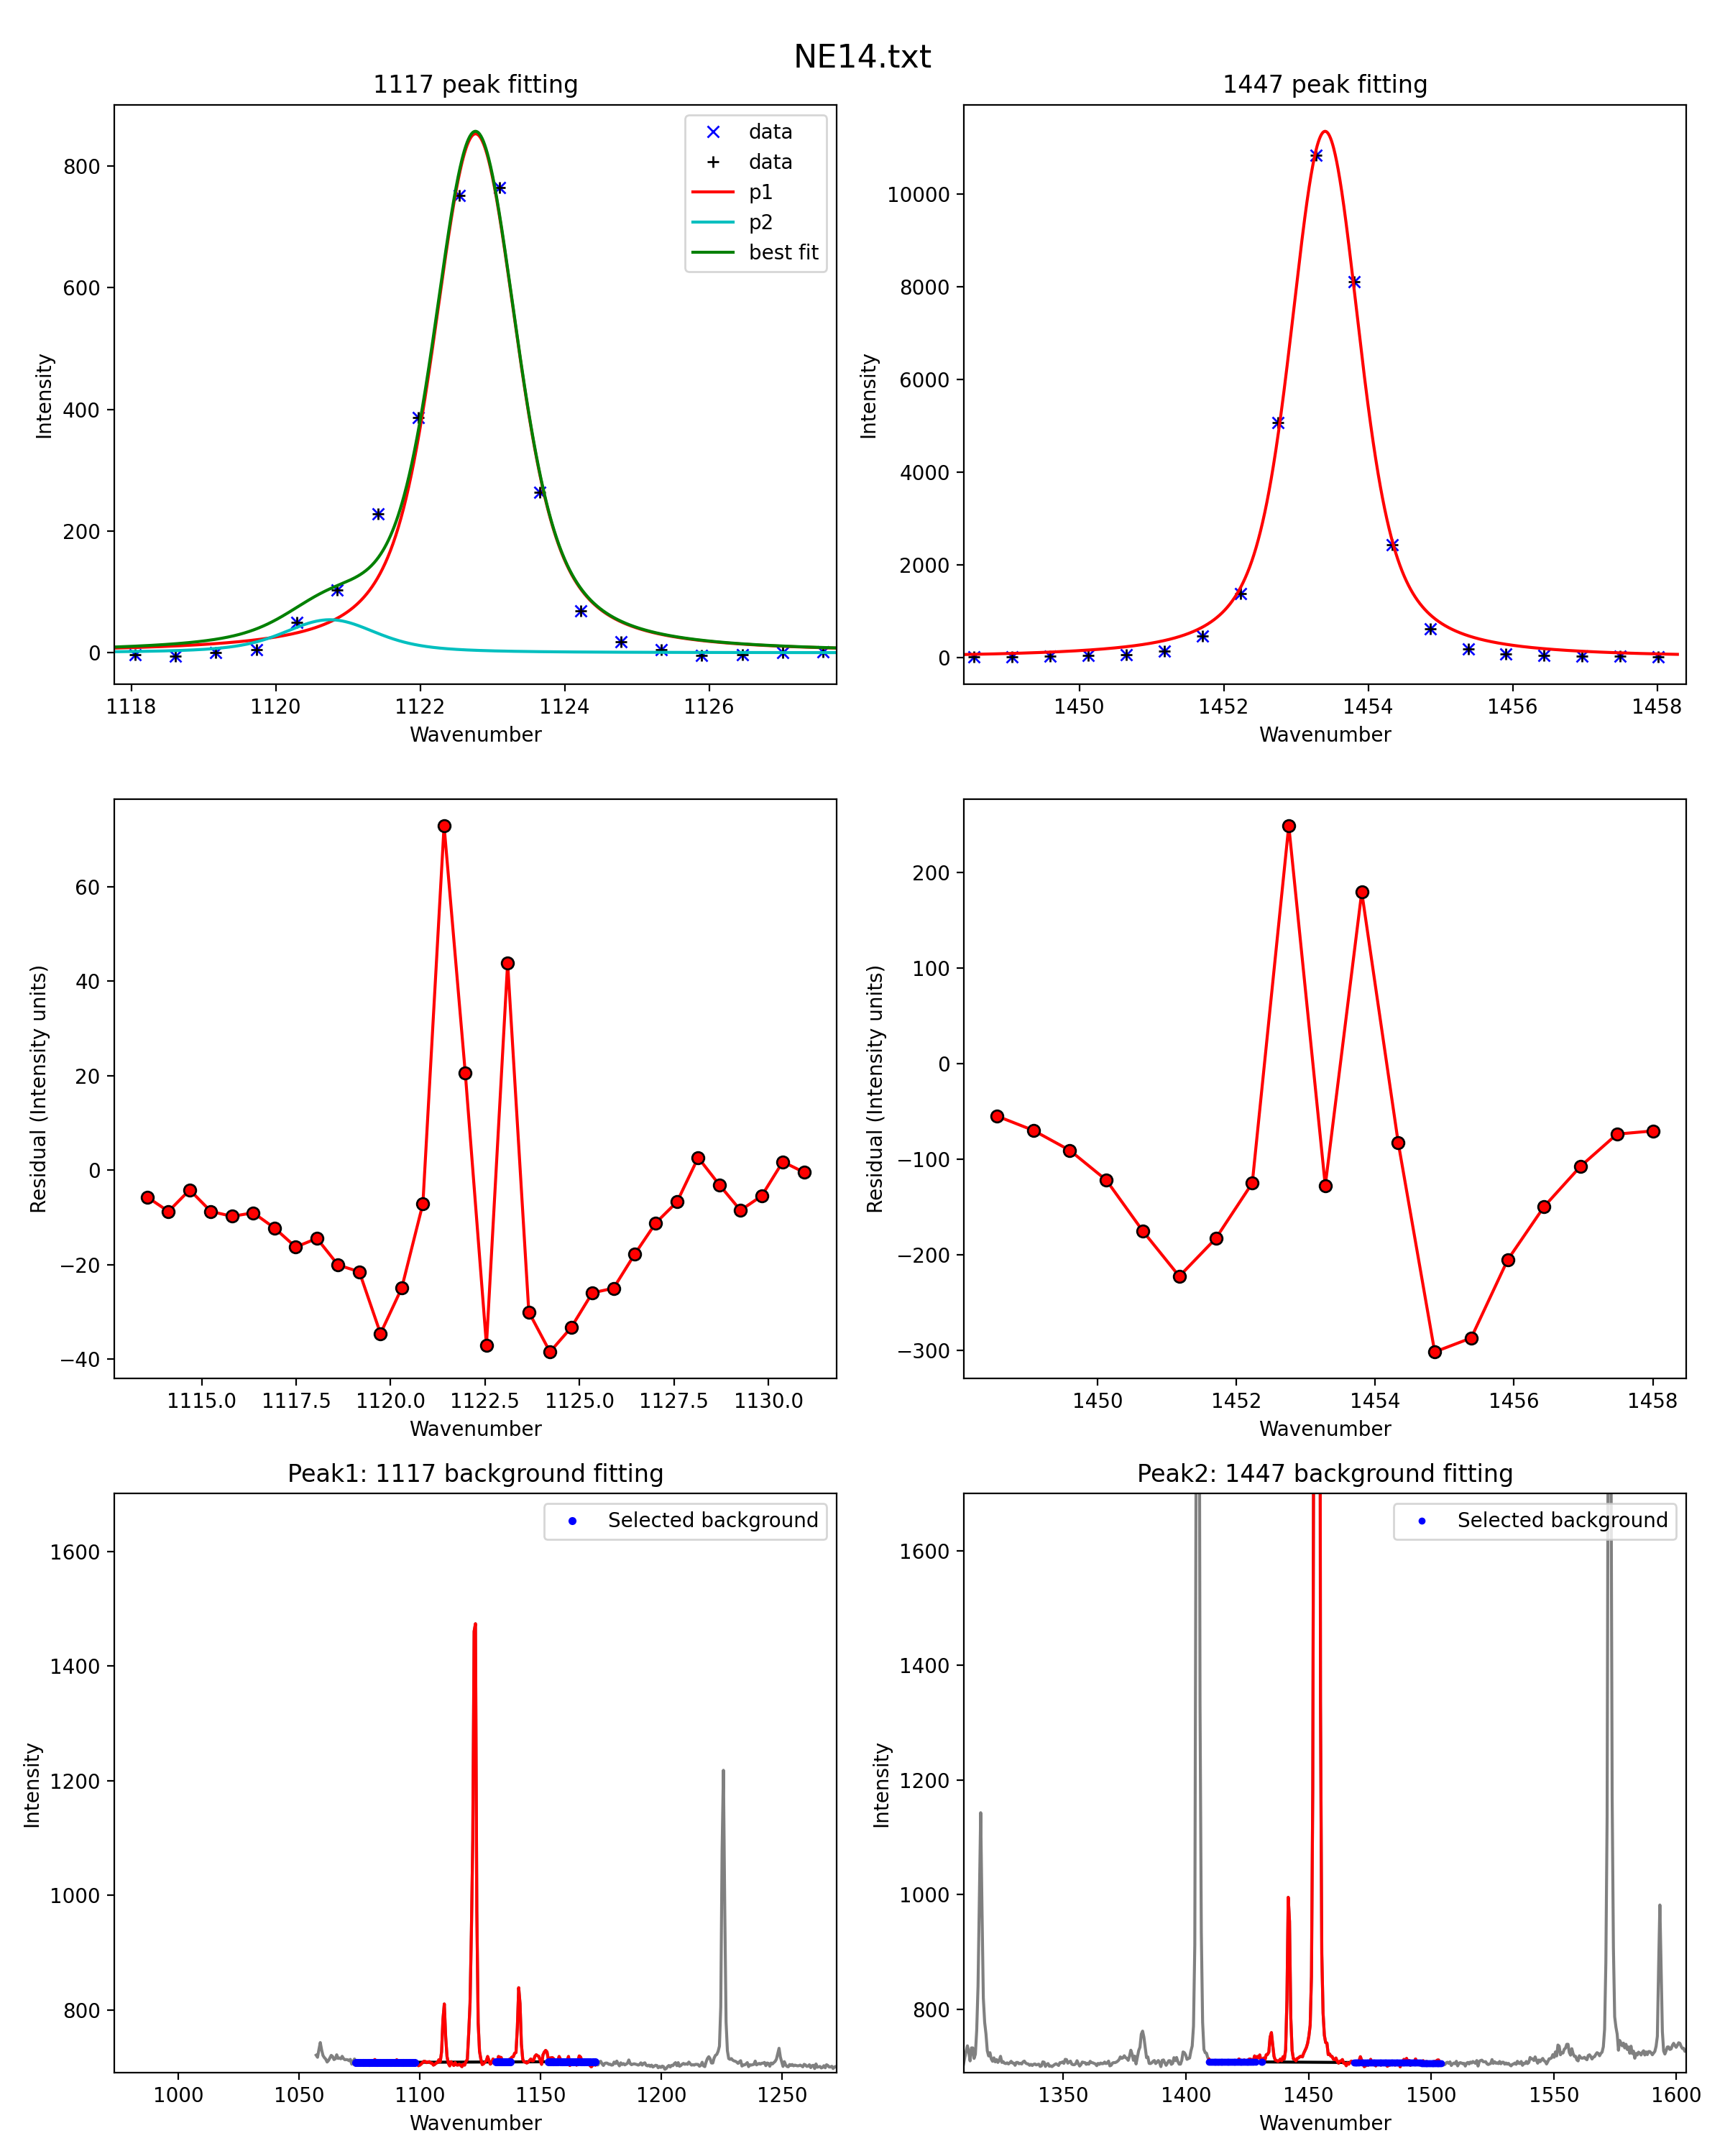 NE14.txt
1117 peak fitting
1447 peak fitting
data
data
p1
p2
best fit
Intensity
0
200
400
600
800
1118
1120
1122
1124
1126
Wavenumber
Intensity
0
2000
4000
6000
8000
10000
1450
1452
1454
1456
1458
Wavenumber
Residual (Intensity units)
−40
−20
0
20
40
60
1115.0
1117.5
1120.0
1122.5
1125.0
1127.5
1130.0
Wavenumber
Residual (Intensity units)
−300
−200
−100
0
100
200
1450
1452
1454
1456
1458
Wavenumber
Peak1: 1117 background fitting
Selected background
Intensity
800
1000
1200
1400
1600
1000
1050
1100
1150
1200
1250
Wavenumber
Peak2: 1447 background fitting
Selected background
Intensity
800
1000
1200
1400
1600
1350
1400
1450
1500
1550
1600
Wavenumber